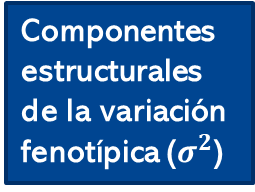 Componentes
estructurales
de la variación
fenotípica (σ²)